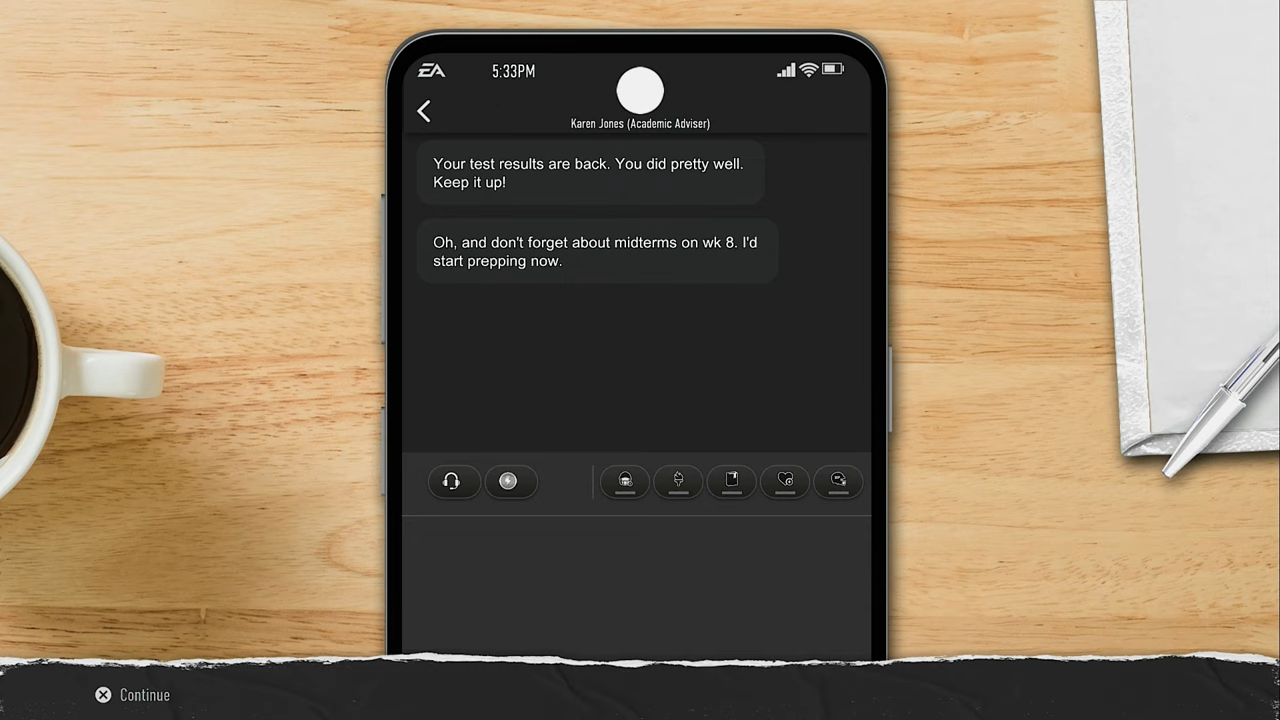 EA
5:33PM
Karen Jones (Academic Adviser)
Your test results are back. You did pretty well.
Keep it up!
Oh, and don't forget about midterms on wk 8. I'd
start prepping now.
Continue